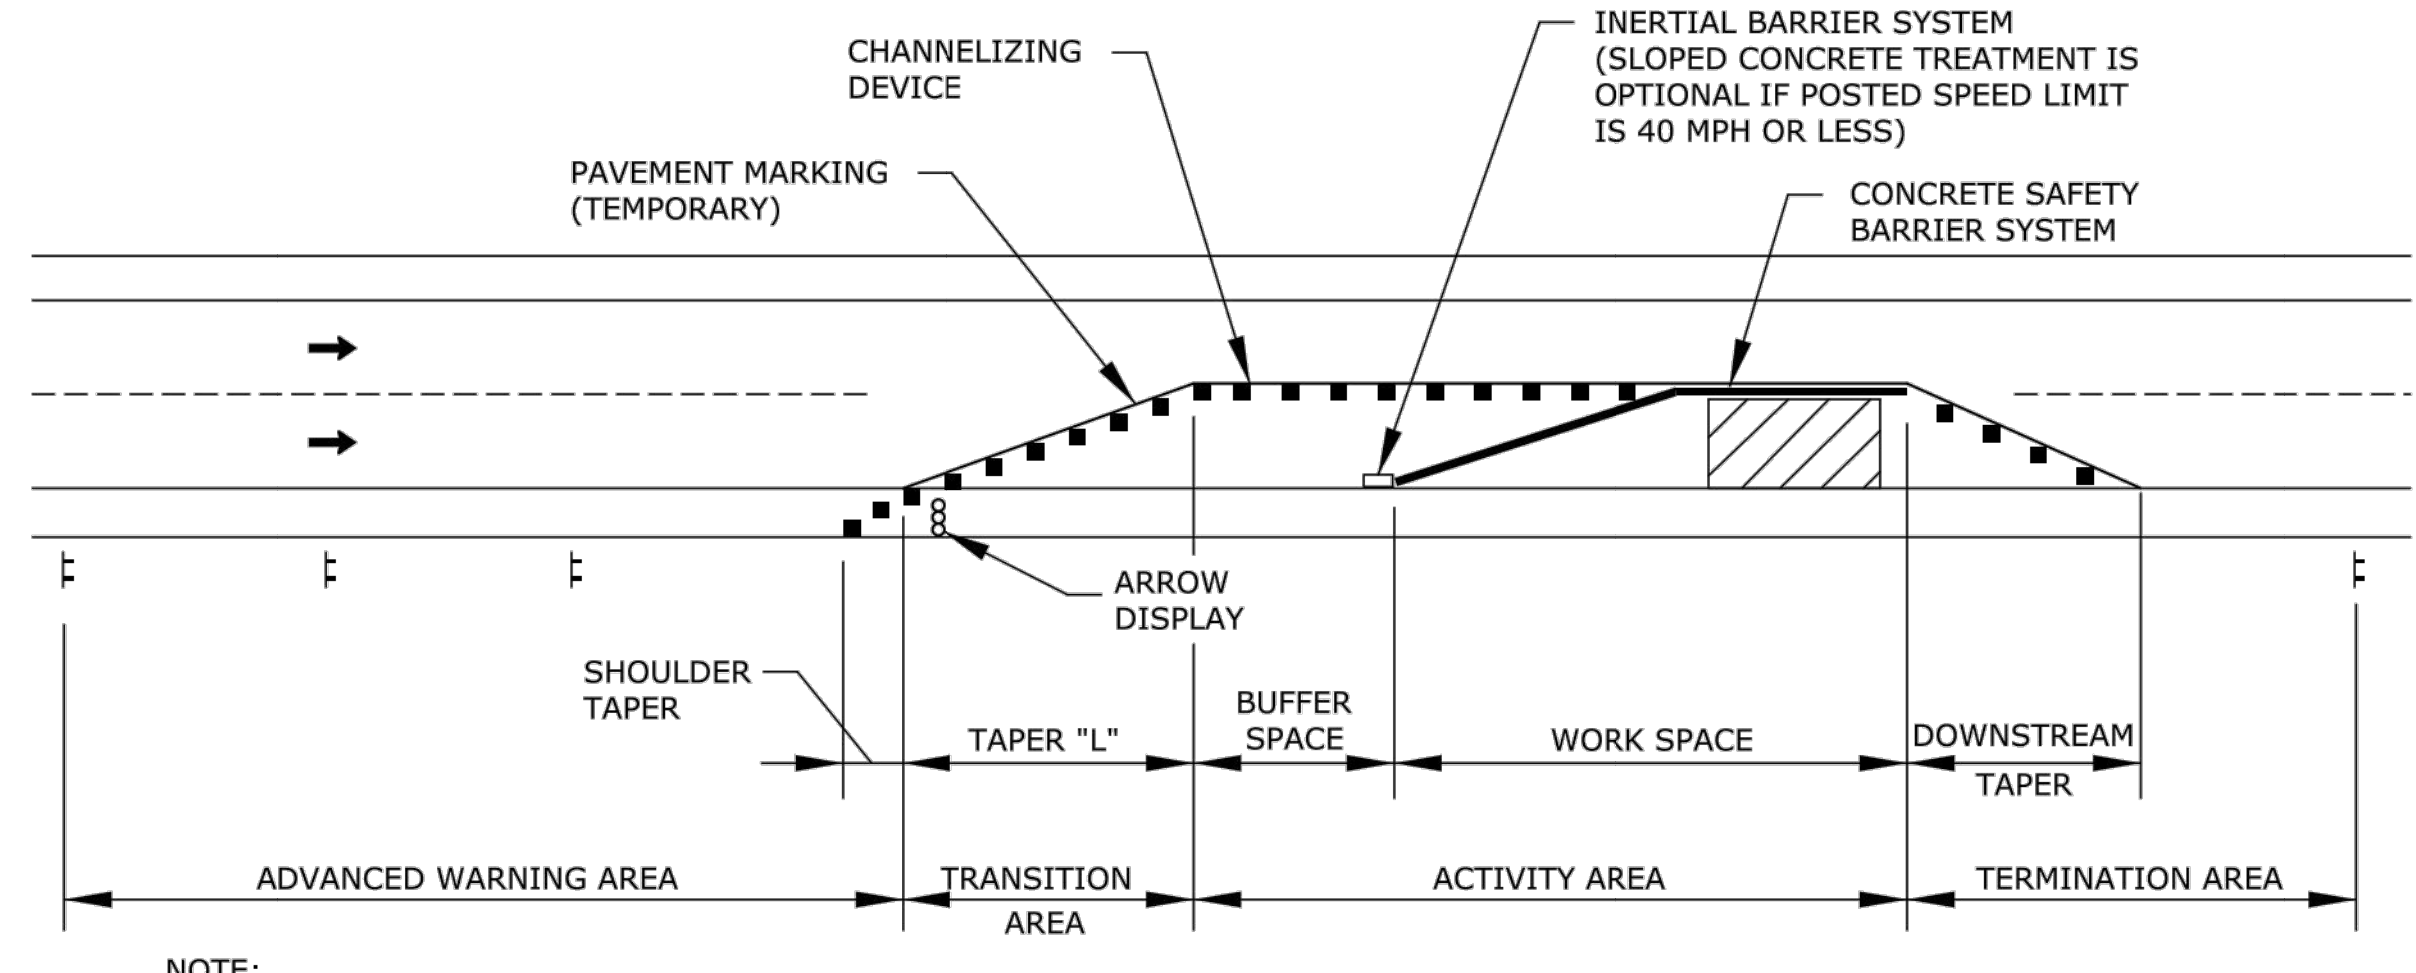 INERTIAL BARRIER SYSTEM
(SLOPED CONCRETE TREATMENT IS
OPTIONAL IF POSTED SPEED LIMIT
IS 40 MPH OR LESS)
CHANNELIZING
DEVICE
PAVEMENT MARKING
(TEMPORARY)
CONCRETE SAFETY
BARRIER SYSTEM
ARROW
DISPLAY
SHOULDER
TAPER
TAPER "L"
BUFFER
SPACE
WORK SPACE
DOWNSTREAM
TAPER
ADVANCED WARNING AREA
TRANSITION
AREA
ACTIVITY AREA
TERMINATION AREA
NOTE: